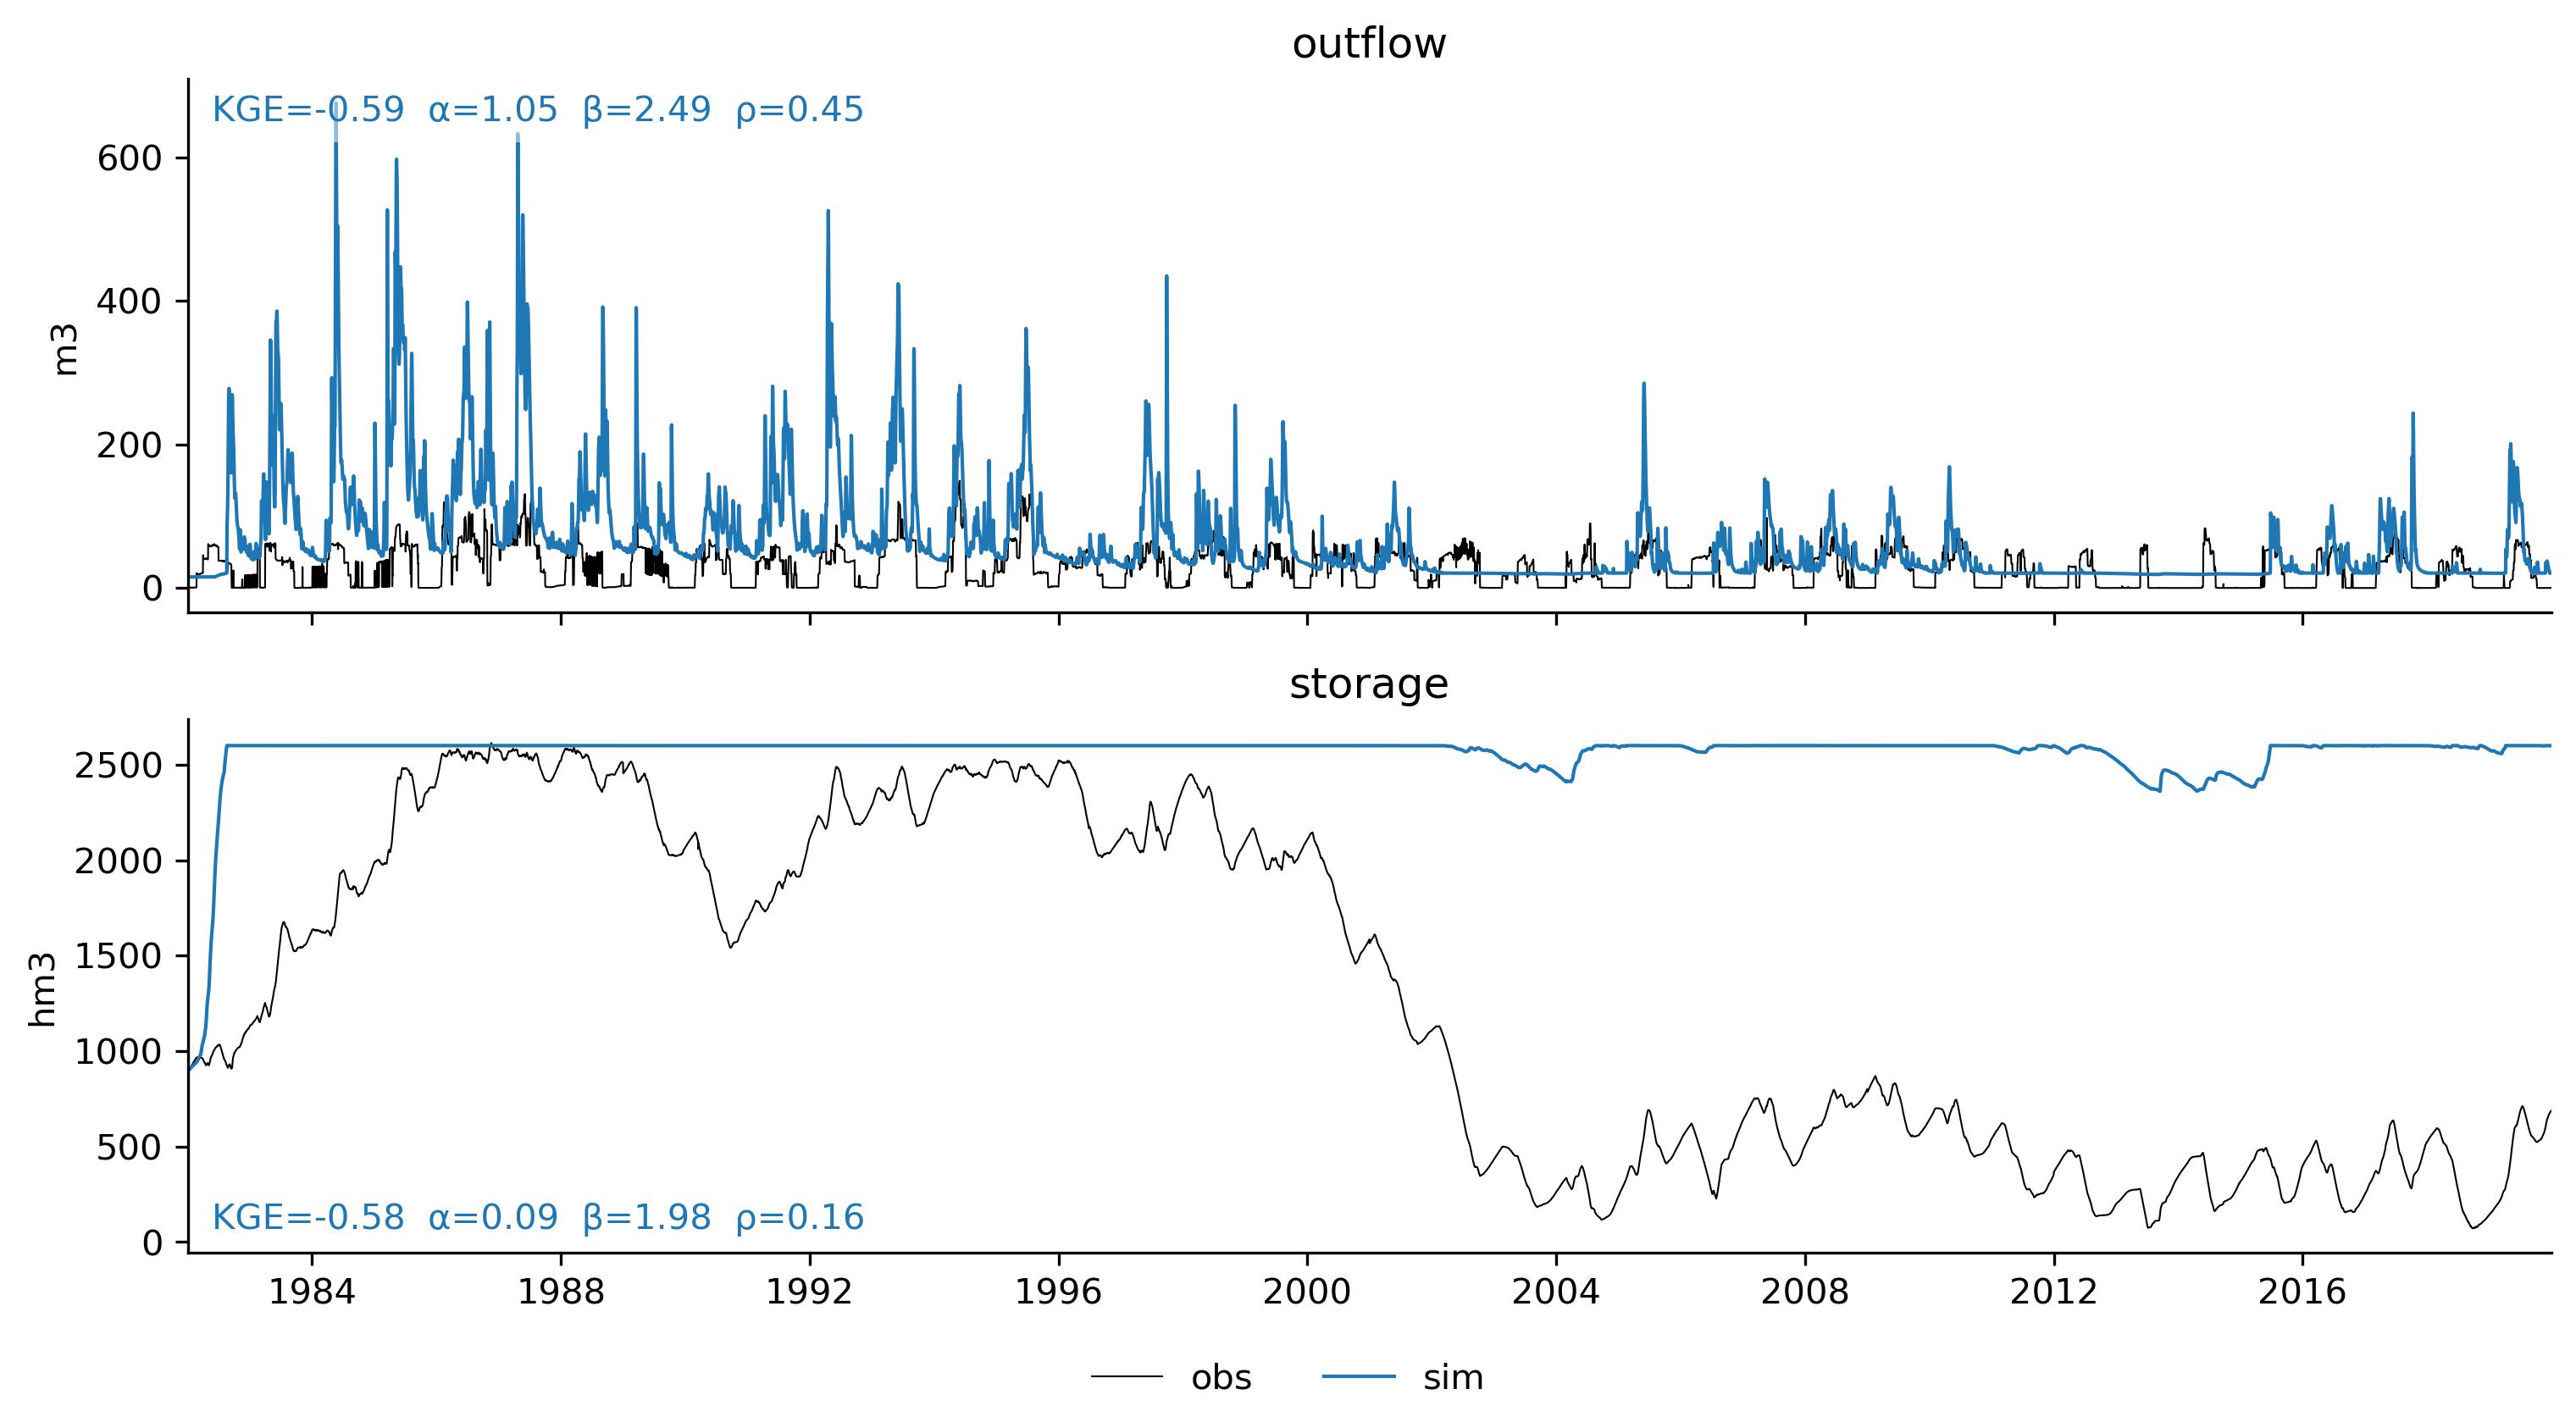 outflow
KGE=-0.59 α=1.05 β=2.49 ρ=0.45
600
400
200
0
m3
storage
2500
2000
1500
1000
500
0
hm3
KGE=-0.58 α=0.09 β=1.98 ρ=0.16
1984 1988 1992 1996 2000 2004 2008 2012 2016
obs sim